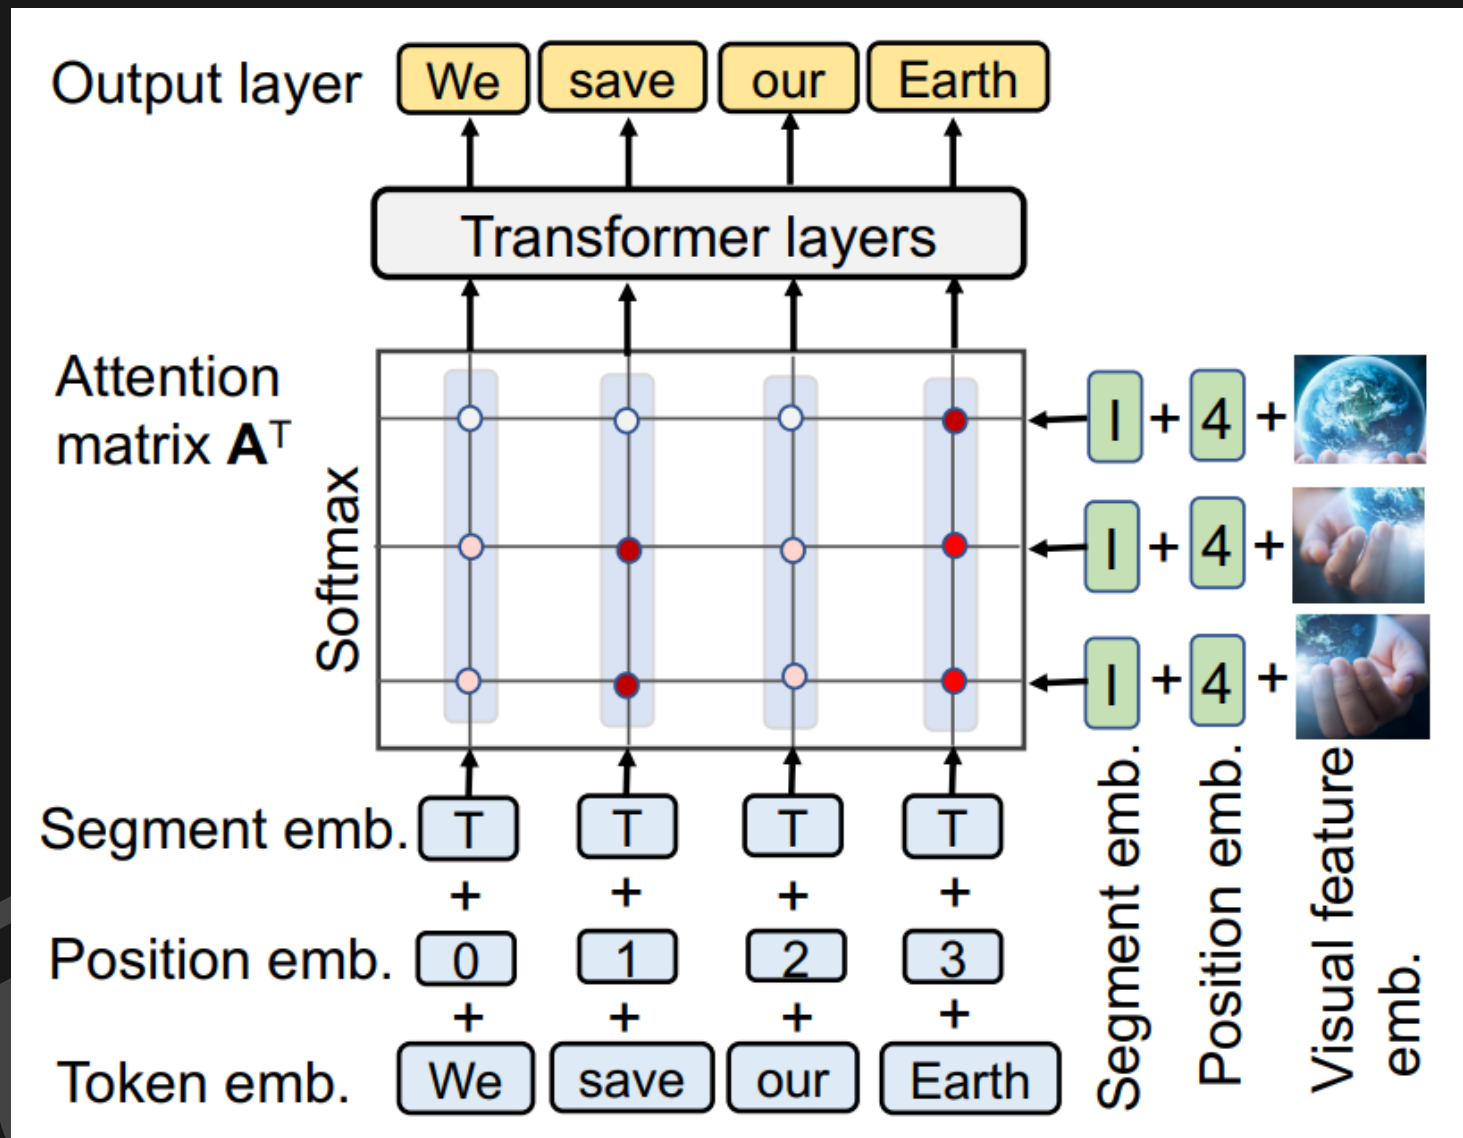 Output layer We save our Earth
Transformer layers
Attention
matrix Aᵀ
Softmax
I + 4 +
I + 4 +
I + 4 +
Segment emb. T T T T
+ + + +
Position emb. 0 1 2 3
+ + + +
Token emb. We save our Earth
Segment emb.
Position emb.
Visual feature
emb.